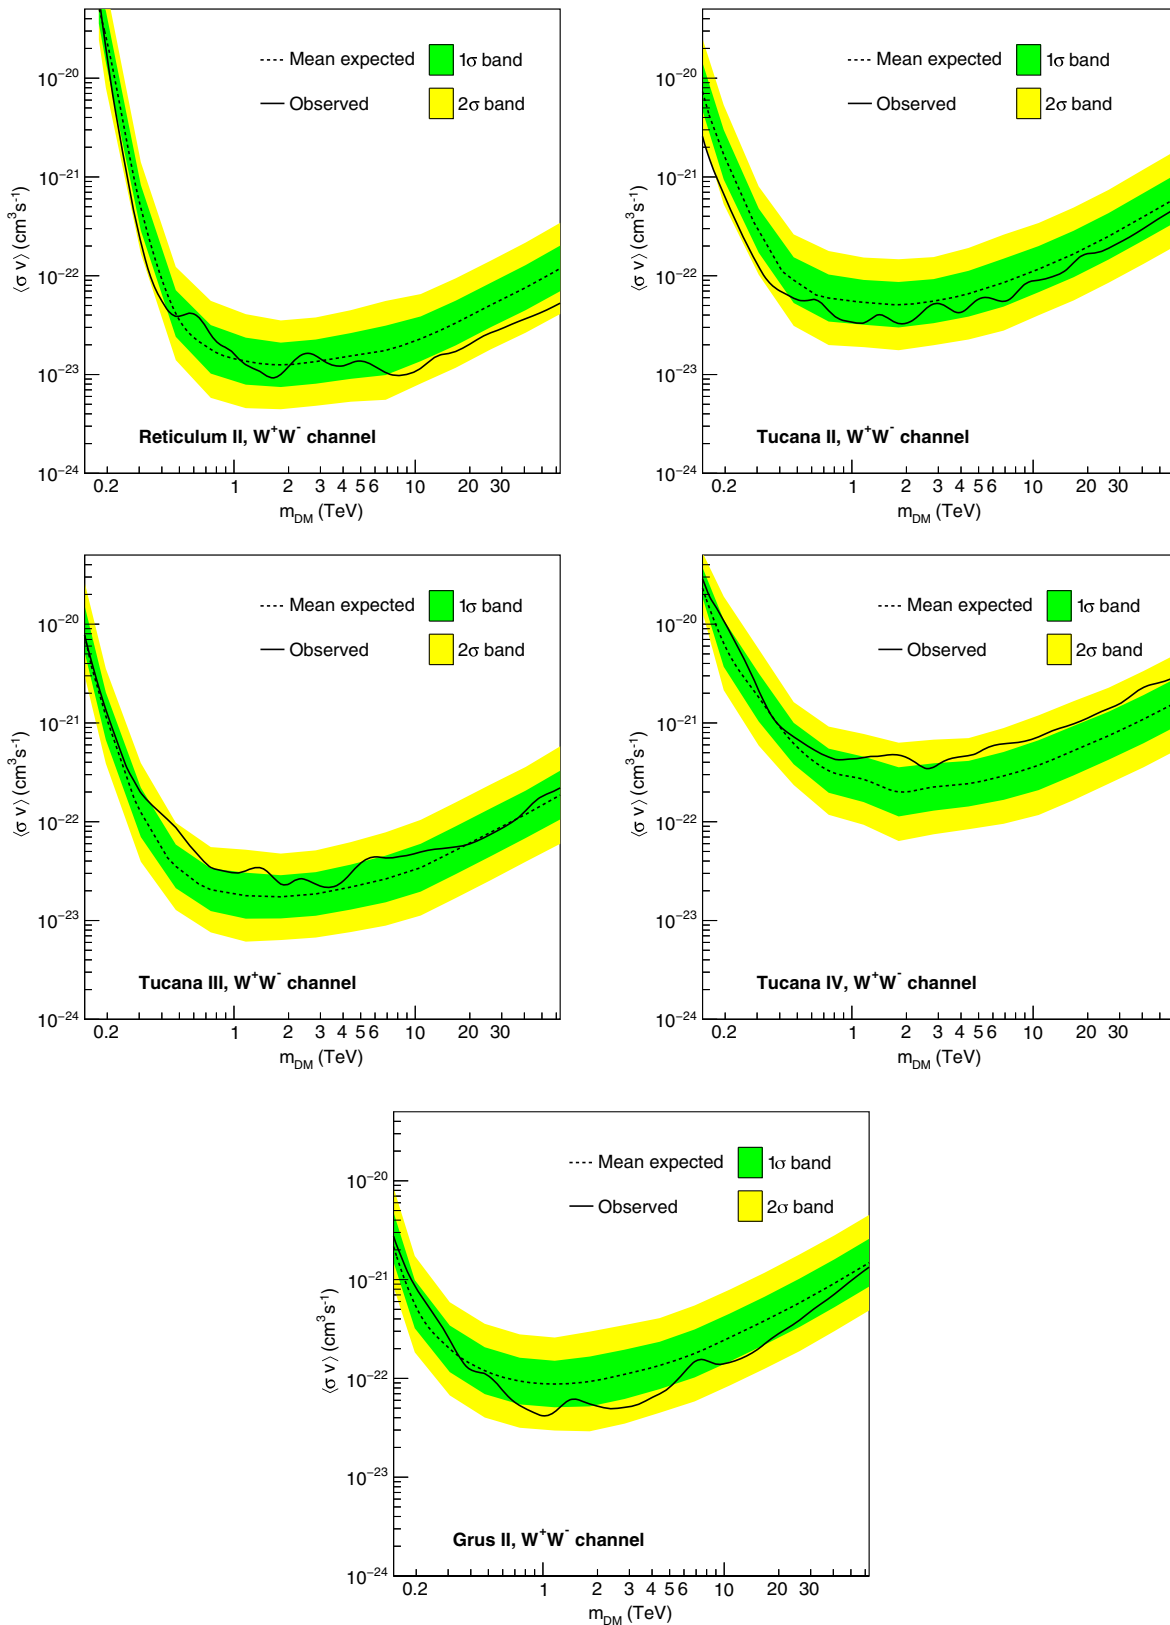 Mean expected 1σ band
Observed 2σ band
10⁻²⁰
10⁻²¹
10⁻²²
10⁻²³
10⁻²⁴
⟨σ v⟩ (cm³s⁻¹)
Reticulum II, W⁺W⁻ channel
0.2 1 2 3 4 5 6 10 20 30
m_DM (TeV)
Mean expected 1σ band
Observed 2σ band
10⁻²⁰
10⁻²¹
10⁻²²
10⁻²³
10⁻²⁴
⟨σ v⟩ (cm³s⁻¹)
Tucana II, W⁺W⁻ channel
0.2 1 2 3 4 5 6 10 20 30
m_DM (TeV)
Mean expected 1σ band
Observed 2σ band
10⁻²⁰
10⁻²¹
10⁻²²
10⁻²³
10⁻²⁴
⟨σ v⟩ (cm³s⁻¹)
Tucana III, W⁺W⁻ channel
0.2 1 2 3 4 5 6 10 20 30
m_DM (TeV)
Mean expected 1σ band
Observed 2σ band
10⁻²⁰
10⁻²¹
10⁻²²
10⁻²³
10⁻²⁴
⟨σ v⟩ (cm³s⁻¹)
Tucana IV, W⁺W⁻ channel
0.2 1 2 3 4 5 6 10 20 30
m_DM (TeV)
Mean expected 1σ band
Observed 2σ band
10⁻²⁰
10⁻²¹
10⁻²²
10⁻²³
10⁻²⁴
⟨σ v⟩ (cm³s⁻¹)
Grus II, W⁺W⁻ channel
0.2 1 2 3 4 5 6 10 20 30
m_DM (TeV)